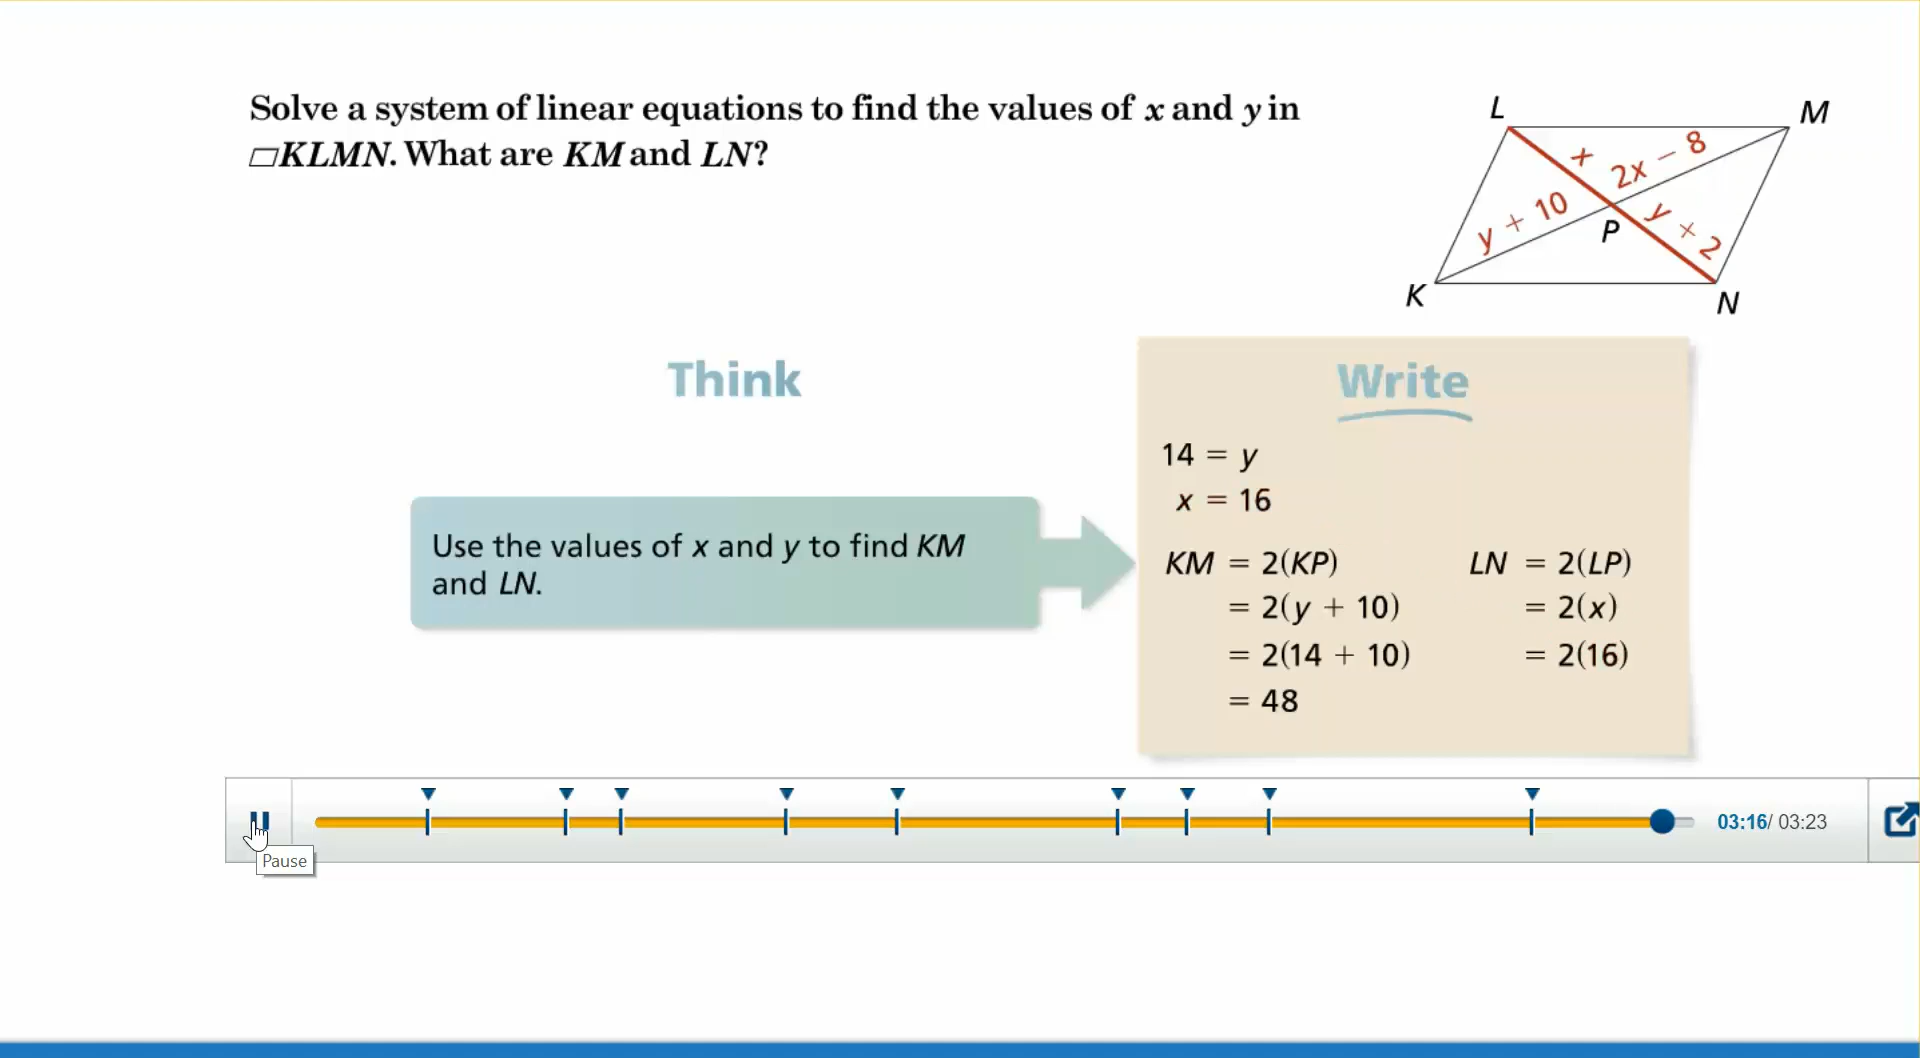 Solve a system of linear equations to find the values of x and y in
▱KLMN. What are KM and LN?
L
M
x
2x − 8
y + 10
y + 2
P
K
N
Think
Write
14 = y
x = 16
Use the values of x and y to find KM
and LN.
KM = 2(KP)
= 2(y + 10)
= 2(14 + 10)
= 48
LN = 2(LP)
= 2(x)
= 2(16)
03:16/ 03:23
Pause